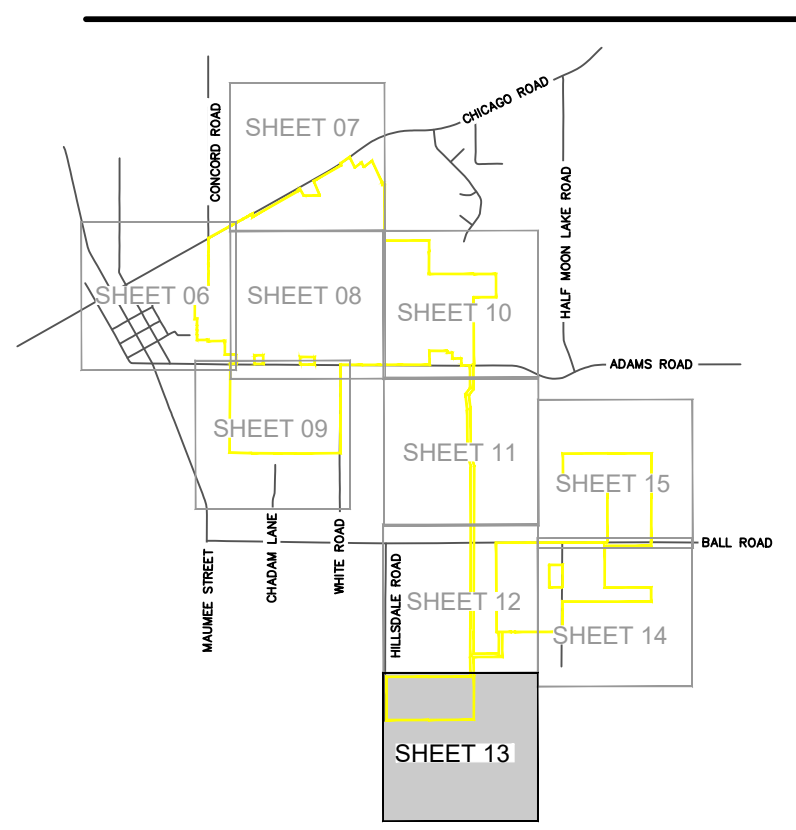 CHICAGO ROAD
SHEET 07
CONCORD ROAD
HALF MOON LAKE ROAD
SHEET 06
SHEET 08
SHEET 10
ADAMS ROAD
SHEET 09
SHEET 11
SHEET 15
BALL ROAD
MAUMEE STREET
CHADAM LANE
WHITE ROAD
HILLSDALE ROAD
SHEET 12
SHEET 14
SHEET 13